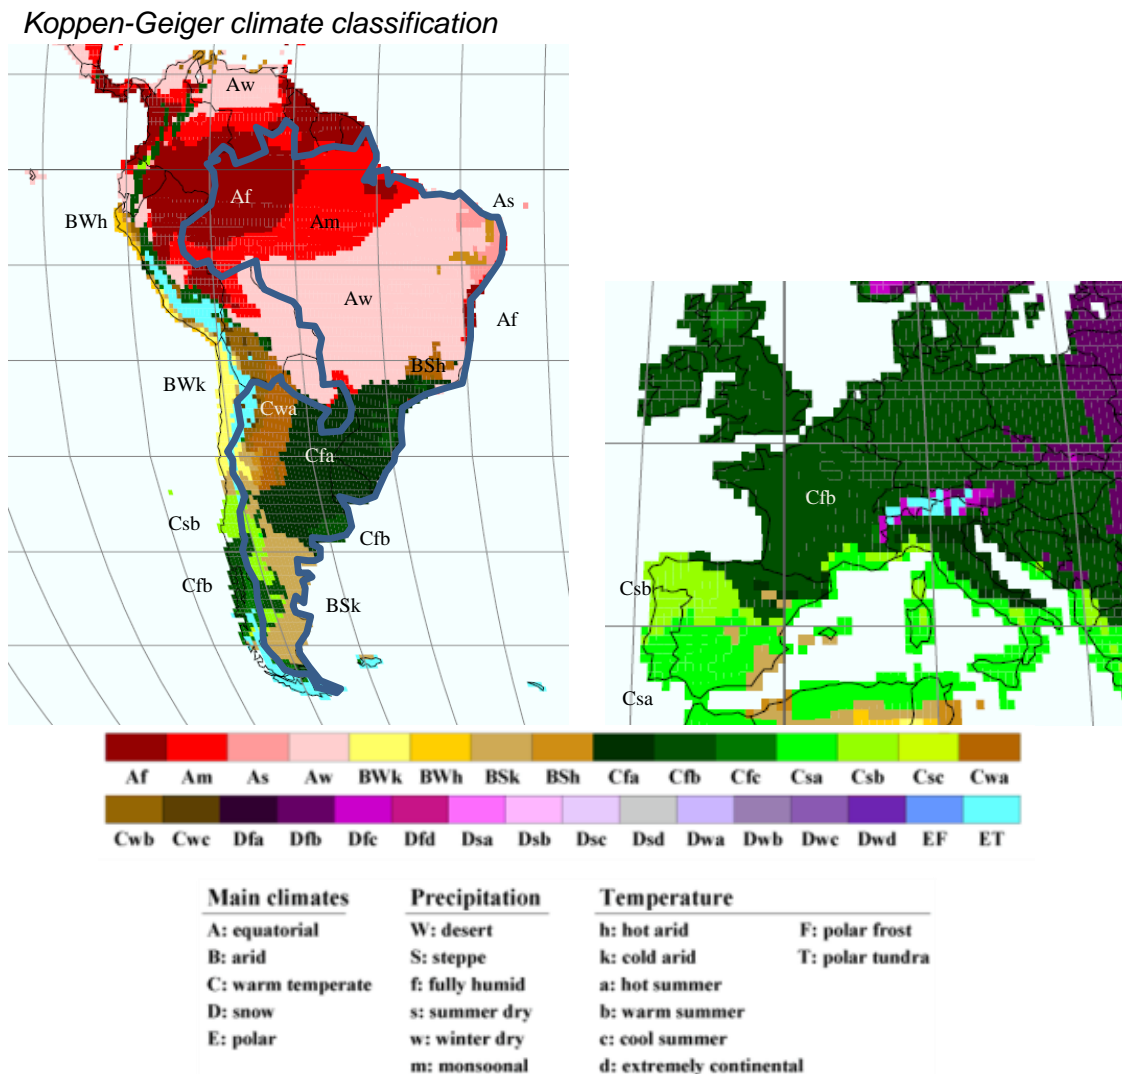 Koppen-Geiger climate classification
Aw
Af
As
BWh
Am
Aw
Af
BSh
BWk
Cwa
Cfa
Csb
Cfb
Cfb
BSk
Cfb
Csb
Csa
Af Am As Aw BWk BWh BSk BSh Cfa Cfb Cfc Csa Csb Csc Cwa
Cwb Cwc Dfa Dfb Dfc Dfd Dsa Dsb Dsc Dsd Dwa Dwb Dwc Dwd EF ET
Main climates Precipitation Temperature
A: equatorial W: desert h: hot arid F: polar frost
B: arid S: steppe k: cold arid T: polar tundra
C: warm temperate f: fully humid a: hot summer
D: snow s: summer dry b: warm summer
E: polar w: winter dry c: cool summer
m: monsoonal d: extremely continental